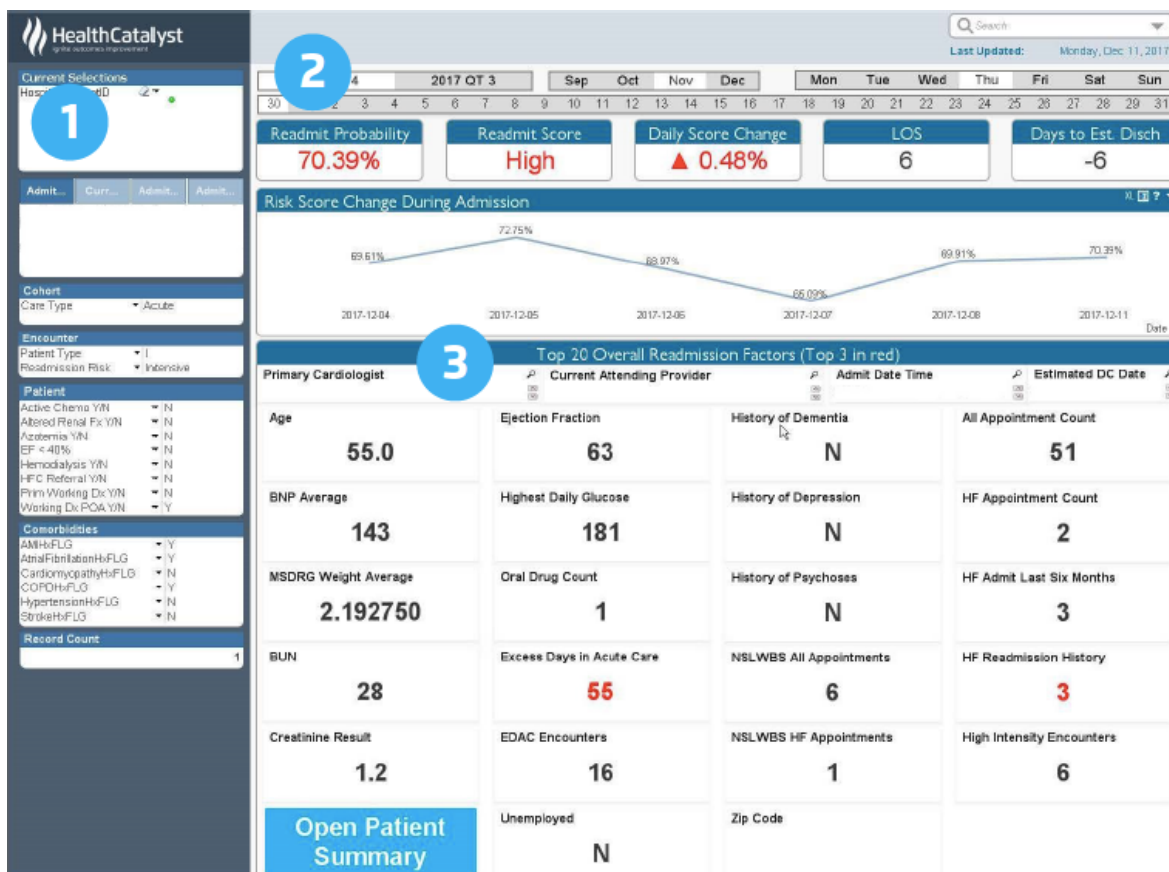 HealthCatalyst
ignite outcomes improvement
Search
Last Updated: Monday, Dec 11, 2017
Current Selections
1
2
4 2017 QT 3 Sep Oct Nov Dec Mon Tue Wed Thu Fri Sat Sun
30 2 3 4 5 6 7 8 9 10 11 12 13 14 15 16 17 18 19 20 21 22 23 24 25 26 27 28 29 31
Readmit Probability
70.39%
Readmit Score
High
Daily Score Change
▲ 0.48%
LOS
6
Days to Est. Disch
-6
Admit... Curr... Admit... Admit...
Cohort
Care Type Acute
Encounter
Patient Type I
Readmission Risk Intensive
Patient
Active Chemo Y/N N
Altered Renal Fx Y/N N
Azotemia Y/N N
EF < 40% N
Hemodialysis Y/N N
HFC Referral Y/N N
Prim Working Dx Y/N N
Working Dx POA Y/N Y
Comorbidities
AMIHxFLG Y
AtrialFibrillationHxFLG Y
CardiomyopathyHxFLG N
COPDHxFLG Y
HypertensionHxFLG N
StrokeHxFLG N
Record Count
1
Risk Score Change During Admission
XL ?
69.61% 72.75% 68.97% 65.09% 69.91% 70.39%
2017-12-04 2017-12-05 2017-12-06 2017-12-07 2017-12-08 2017-12-11
Date
3
Top 20 Overall Readmission Factors (Top 3 in red)
Primary Cardiologist Current Attending Provider Admit Date Time Estimated DC Date
Age Ejection Fraction History of Dementia All Appointment Count
55.0 63 N 51
BNP Average Highest Daily Glucose History of Depression HF Appointment Count
143 181 N 2
MSDRG Weight Average Oral Drug Count History of Psychoses HF Admit Last Six Months
2.192750 1 N 3
BUN Excess Days in Acute Care NSLWBS All Appointments HF Readmission History
28 55 6 3
Creatinine Result EDAC Encounters NSLWBS HF Appointments High Intensity Encounters
1.2 16 1 6
Open Patient
Summary
Unemployed Zip Code
N